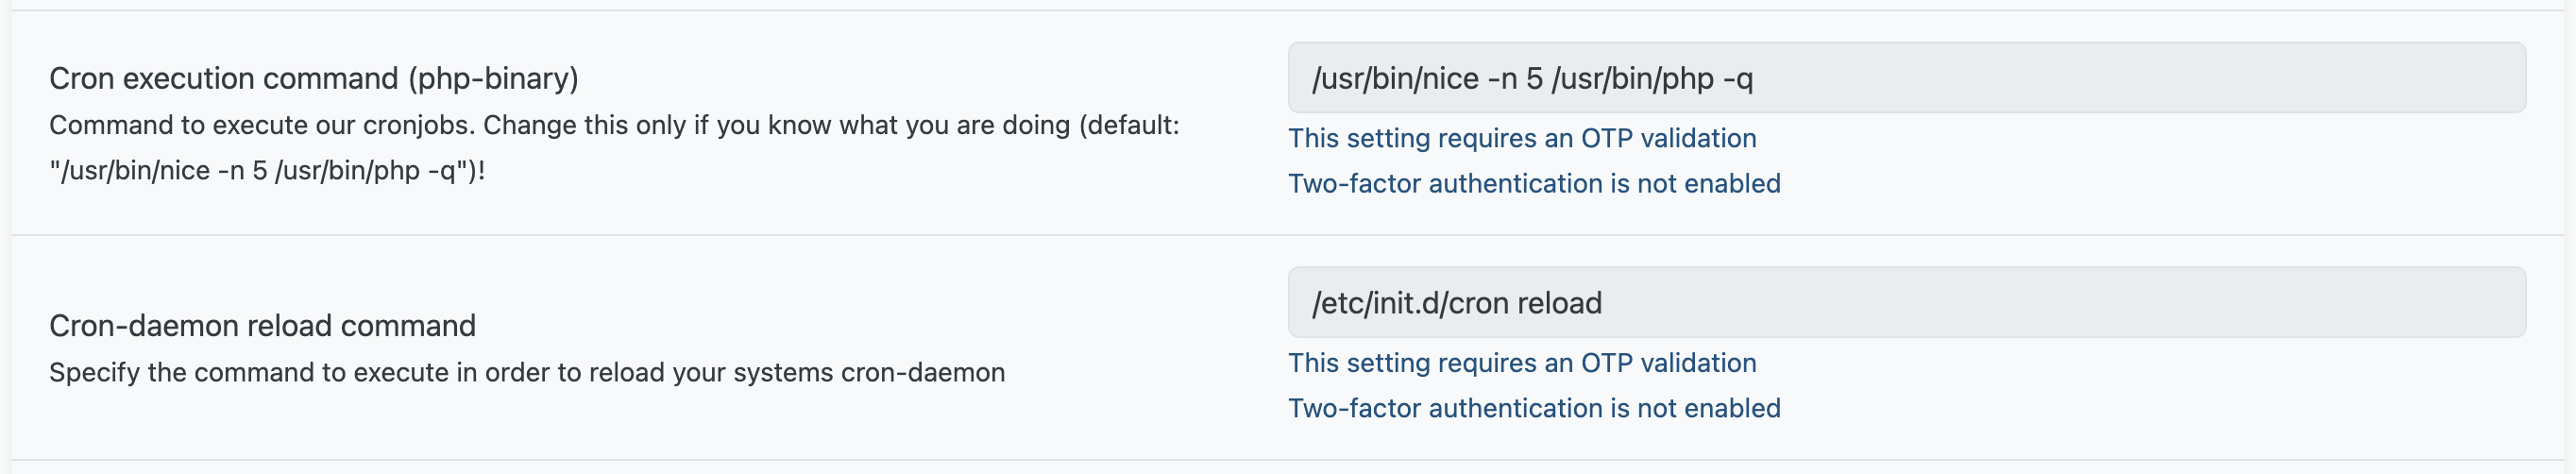 Cron execution command (php-binary)
Command to execute our cronjobs. Change this only if you know what you are doing (default:
"/usr/bin/nice -n 5 /usr/bin/php -q")!
/usr/bin/nice -n 5 /usr/bin/php -q
This setting requires an OTP validation
Two-factor authentication is not enabled
Cron-daemon reload command
Specify the command to execute in order to reload your systems cron-daemon
/etc/init.d/cron reload
This setting requires an OTP validation
Two-factor authentication is not enabled